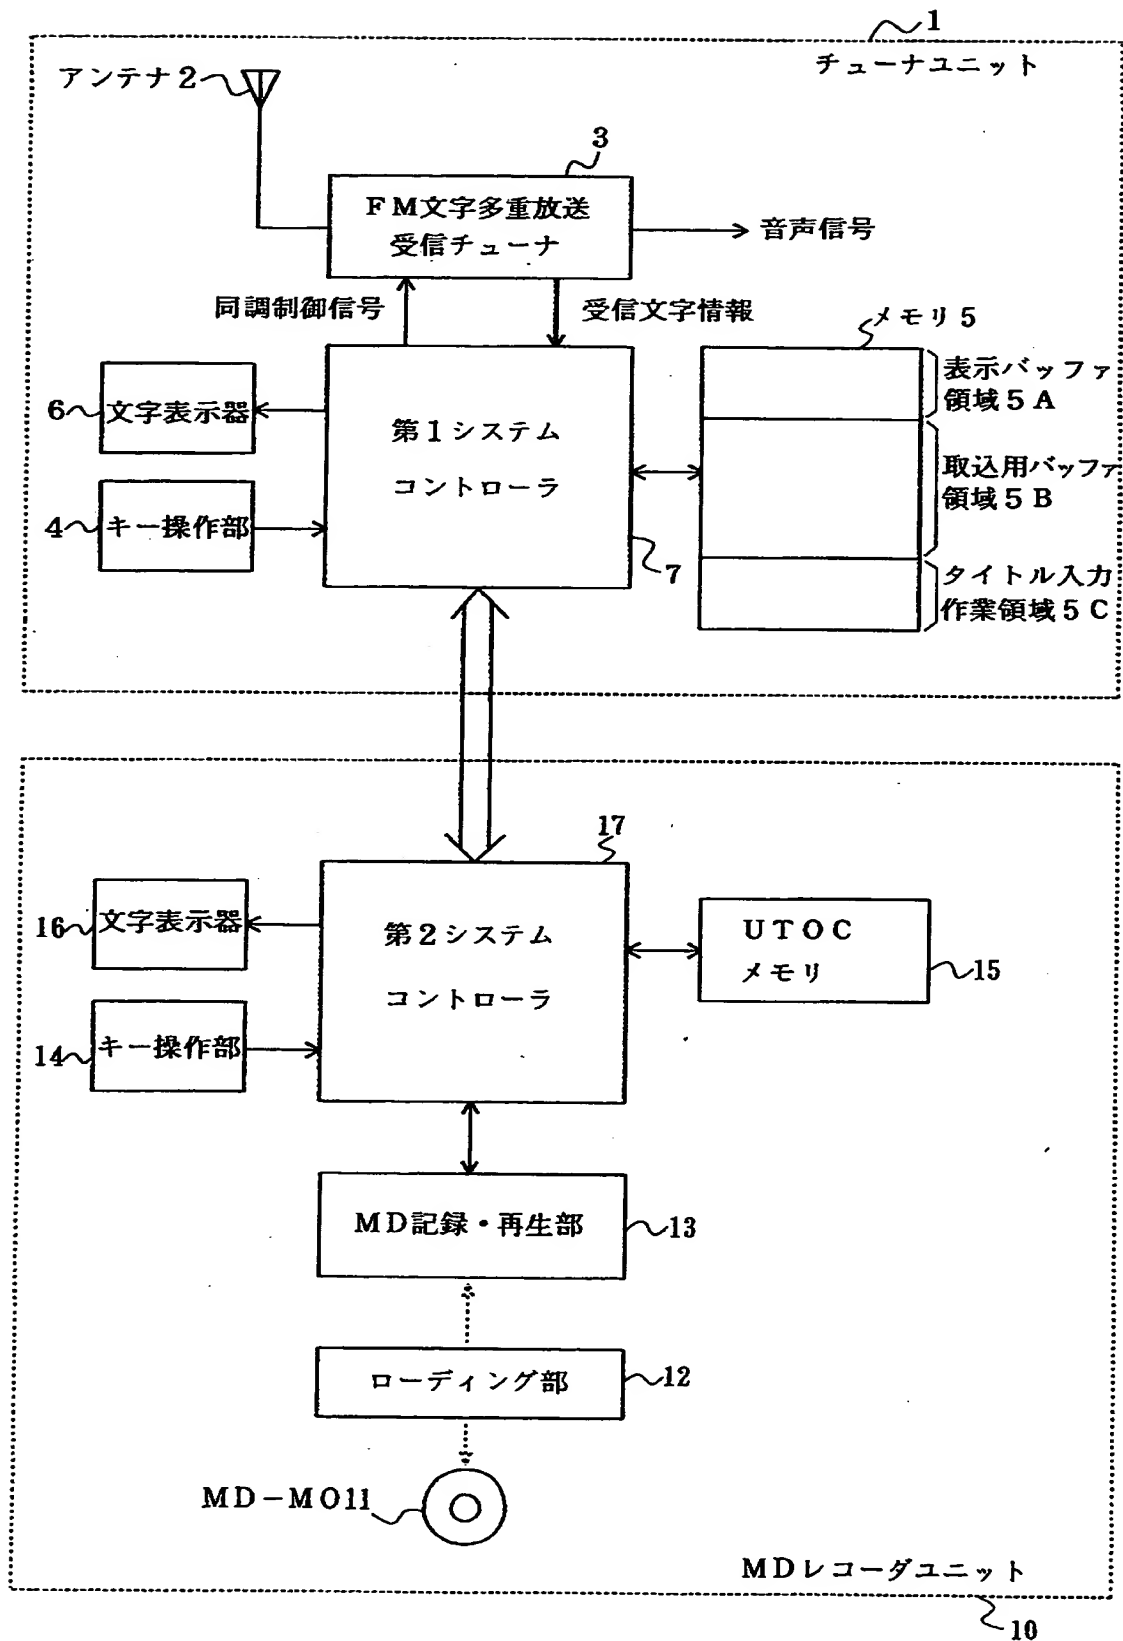 1
チューナユニット
アンテナ2
3
FM文字多重放送
受信チューナ
音声信号
同調制御信号
受信文字情報
メモリ5
表示バッファ
領域5A
6
文字表示器
第1システム
コントローラ
取込用バッファ
領域5B
4
キー操作部
7
タイトル入力
作業領域5C
17
16
文字表示器
第2システム
コントローラ
UTOC
メモリ
15
14
キー操作部
MD記録・再生部
13
ローディング部
12
MD-MO11
MDレコーダユニット
10